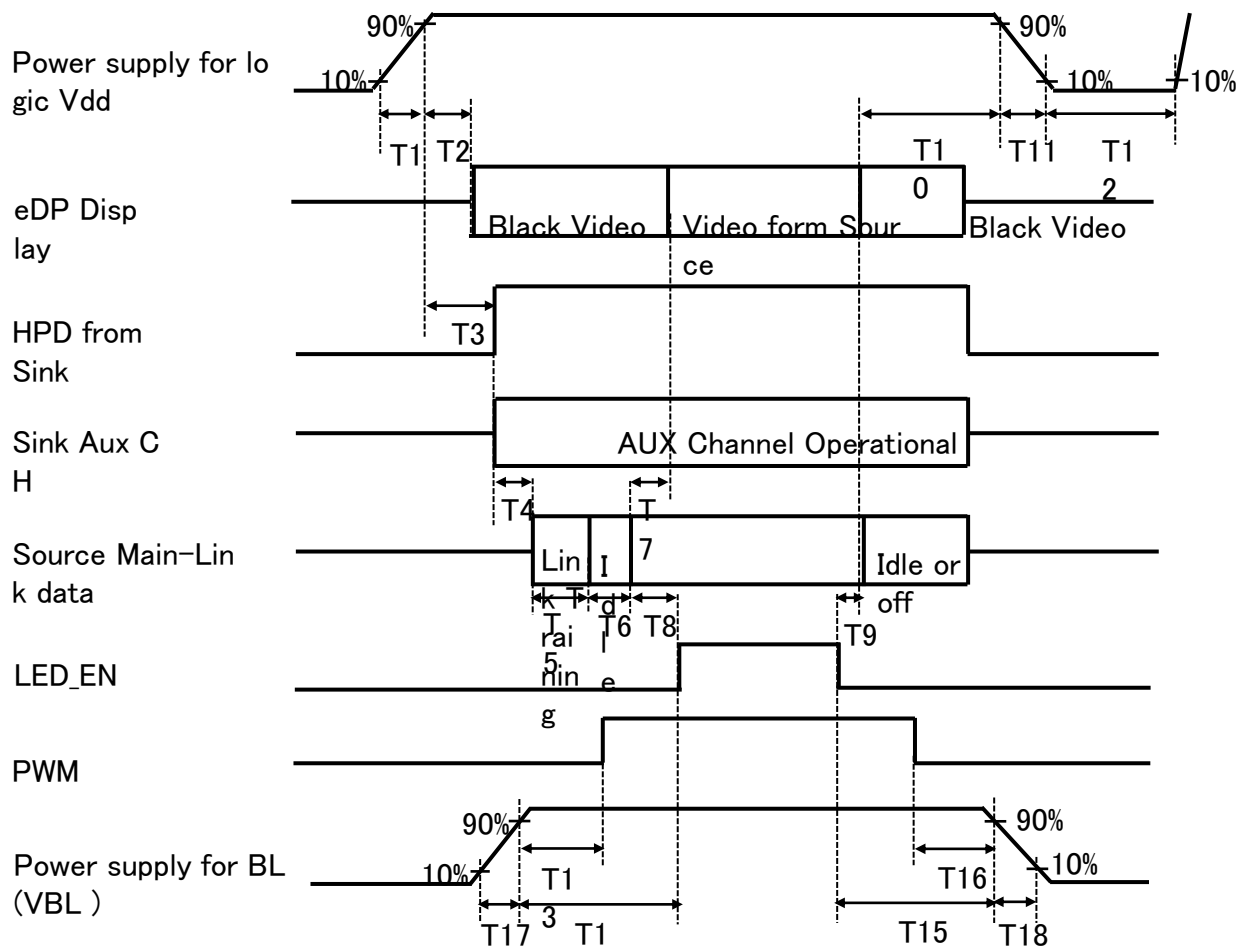 90%
90%
Power supply for lo
gic Vdd
10%
10%
10%
T1
T2
T1
0
T11
T1
2
eDP Disp
lay
Black Video
Video form Sour
ce
Black Video
HPD from
Sink
T3
Sink Aux C
H
AUX Channel Operational
T4
T
7
Source Main-Lin
k data
Lin
k T
rai
nin
g
I
d
l
e
Idle or
off
T
5
T6
T8
T9
LED_EN
PWM
90%
90%
Power supply for BL
(VBL )
10%
10%
T1
3
T16
T17
T1
T15
T18